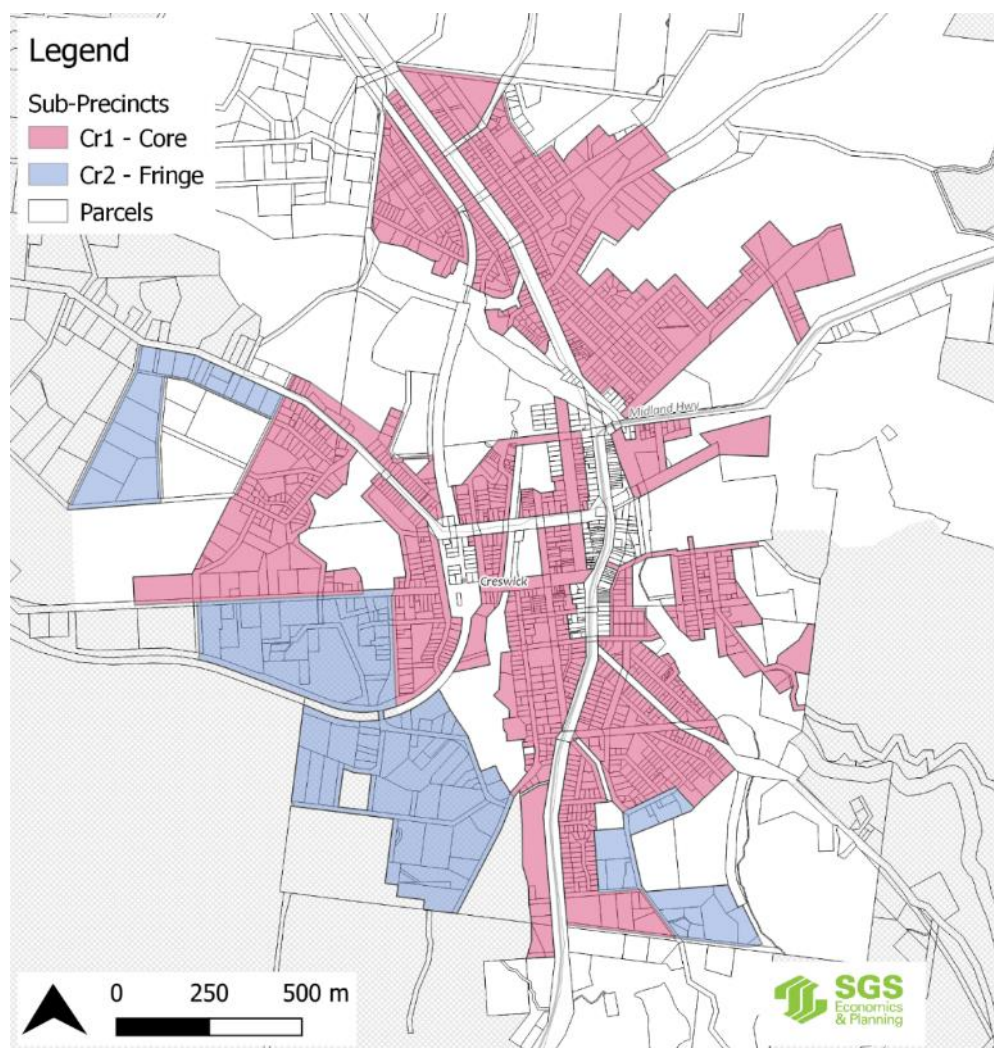 Legend
Sub-Precincts
Cr1 - Core
Cr2 - Fringe
Parcels
Midland Hwy
Creswick
0 250 500 m
SGS
Economics
& Planning